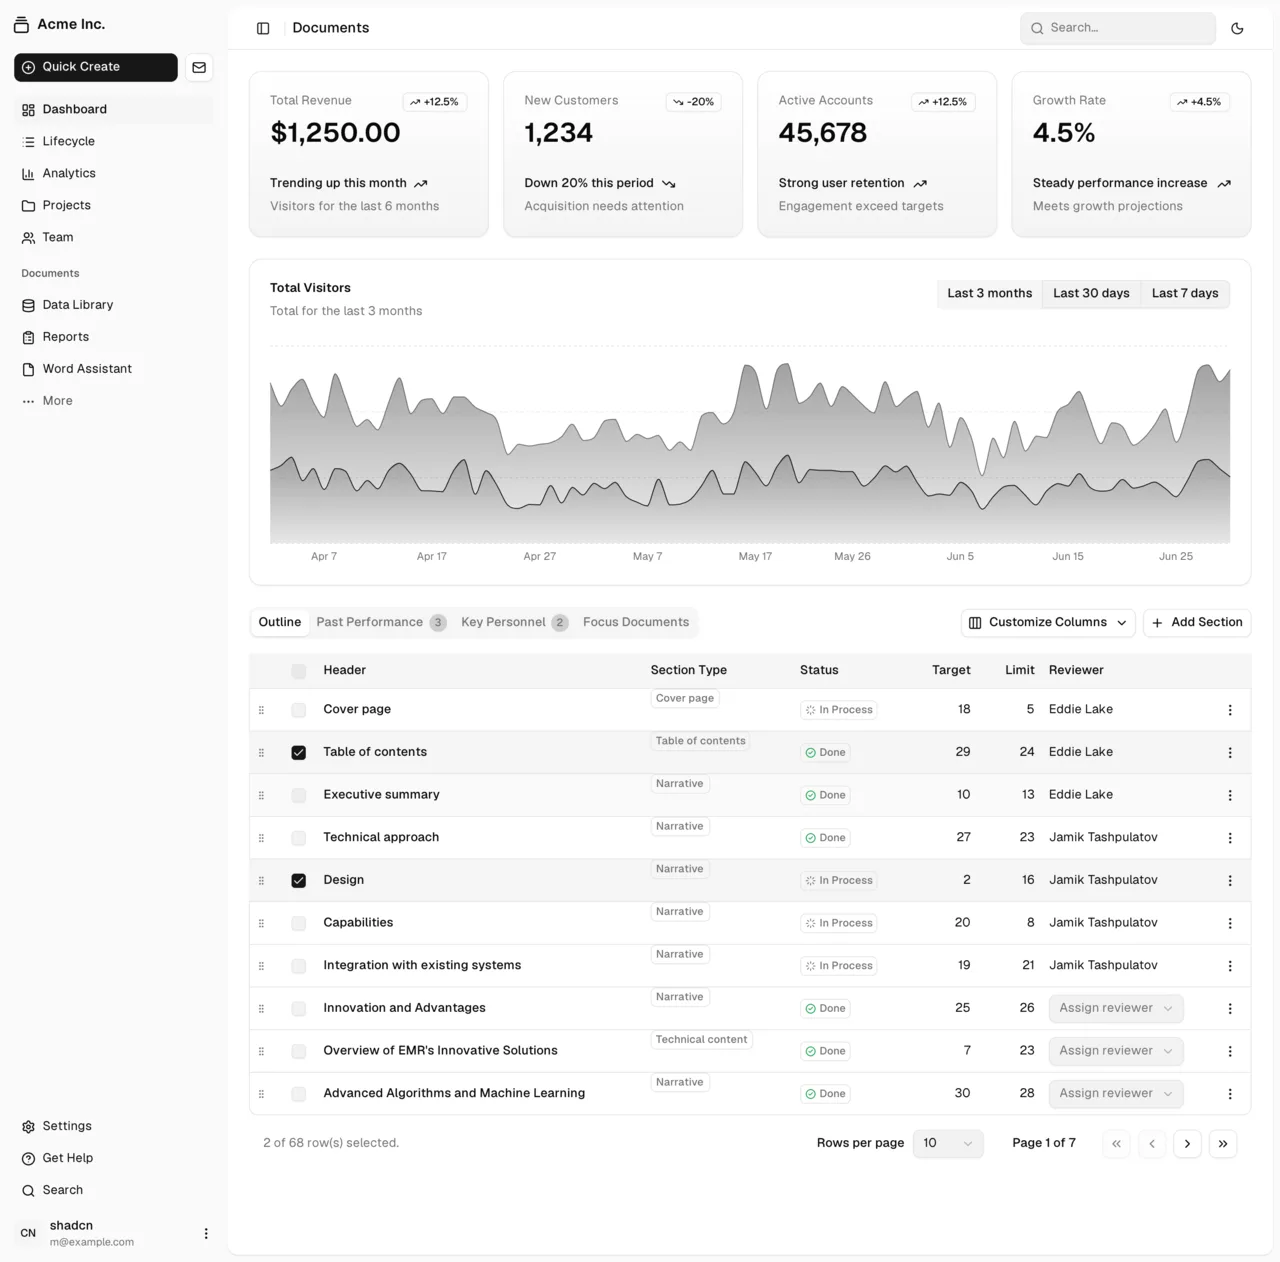 Acme Inc.
Quick Create
Dashboard
Lifecycle
Analytics
Projects
Team
Documents
Data Library
Reports
Word Assistant
More
Settings
Get Help
Search
CN
shadcn
m@example.com
Documents
Search...
Total Revenue
+12.5%
$1,250.00
Trending up this month
Visitors for the last 6 months
New Customers
-20%
1,234
Down 20% this period
Acquisition needs attention
Active Accounts
+12.5%
45,678
Strong user retention
Engagement exceed targets
Growth Rate
+4.5%
4.5%
Steady performance increase
Meets growth projections
Total Visitors
Total for the last 3 months
Last 3 months Last 30 days Last 7 days
Apr 7 Apr 17 Apr 27 May 7 May 17 May 26 Jun 5 Jun 15 Jun 25
Outline Past Performance 3 Key Personnel 2 Focus Documents
Customize Columns Add Section
Header Section Type Status Target Limit Reviewer
Cover page Cover page In Process 18 5 Eddie Lake
Table of contents Table of contents Done 29 24 Eddie Lake
Executive summary Narrative Done 10 13 Eddie Lake
Technical approach Narrative Done 27 23 Jamik Tashpulatov
Design Narrative In Process 2 16 Jamik Tashpulatov
Capabilities Narrative In Process 20 8 Jamik Tashpulatov
Integration with existing systems Narrative In Process 19 21 Jamik Tashpulatov
Innovation and Advantages Narrative Done 25 26 Assign reviewer
Overview of EMR's Innovative Solutions Technical content Done 7 23 Assign reviewer
Advanced Algorithms and Machine Learning Narrative Done 30 28 Assign reviewer
2 of 68 row(s) selected.
Rows per page 10 Page 1 of 7